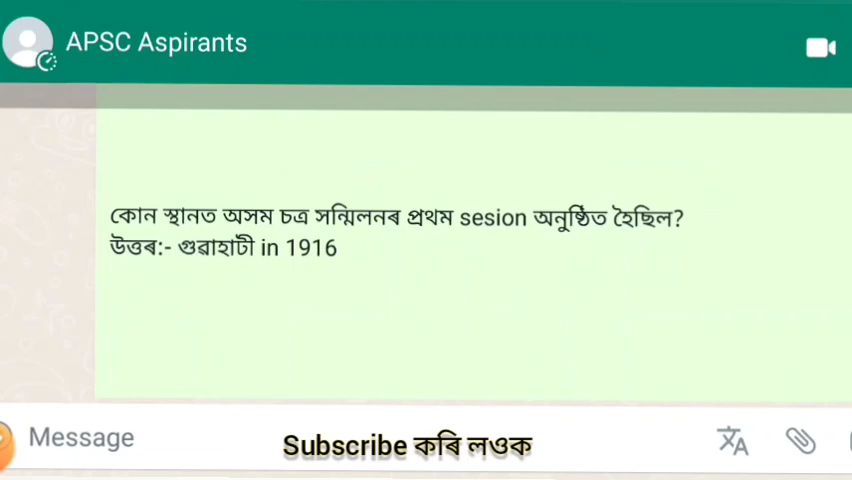 APSC Aspirants
কোন স্থানত অসম চত্ৰ সন্মিলনৰ প্ৰথম sesion অনুষ্ঠিত হৈছিল?
উত্তৰ:- গুৱাহাটী in 1916
Message
Subscribe কৰি লওক